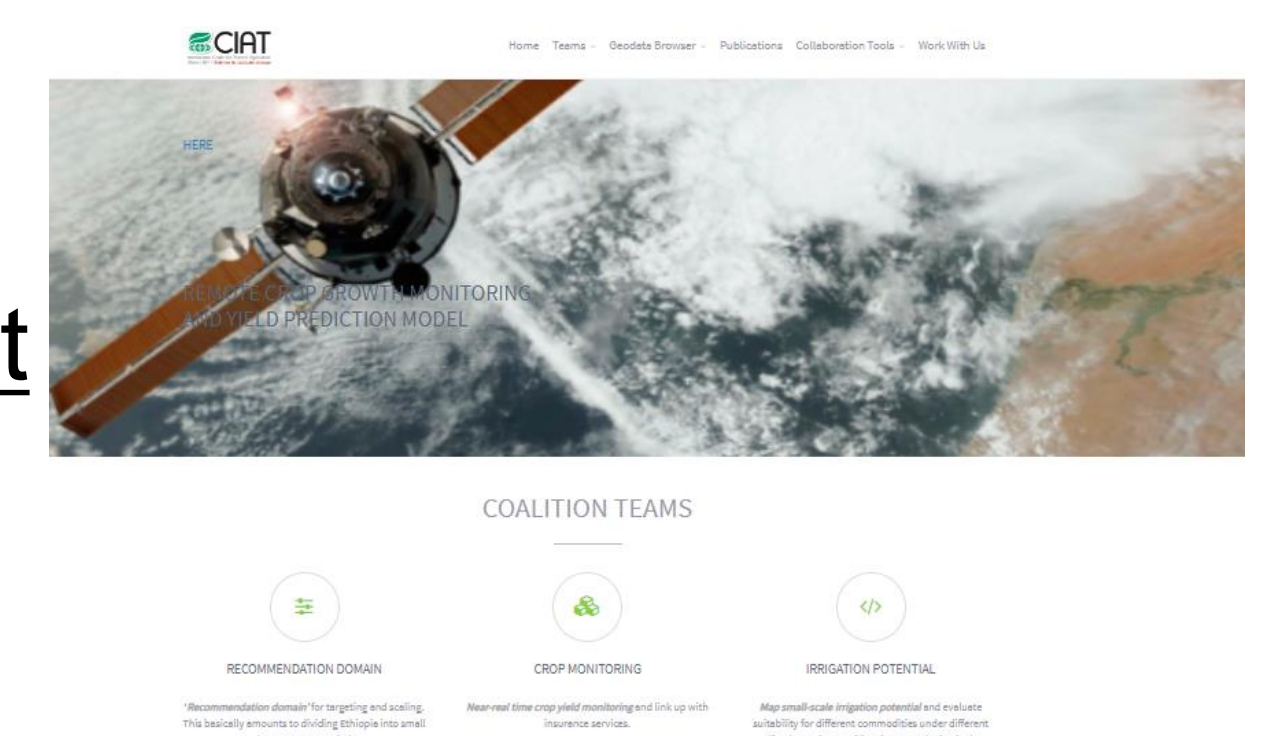 CIAT
Home Teams Geodata Browser Publications Collaboration Tools Work With Us
HERE
t
REMOTE CROP GROWTH MONITORING
AND YIELD PREDICTION MODEL
COALITION TEAMS
RECOMMENDATION DOMAIN
'Recommendation domain' for targeting and scaling.
This basically amounts to dividing Ethiopia into small
CROP MONITORING
Near-real time crop yield monitoring and link up with
insurance services.
IRRIGATION POTENTIAL
Map small-scale irrigation potential and evaluate
suitability for different commodities under different